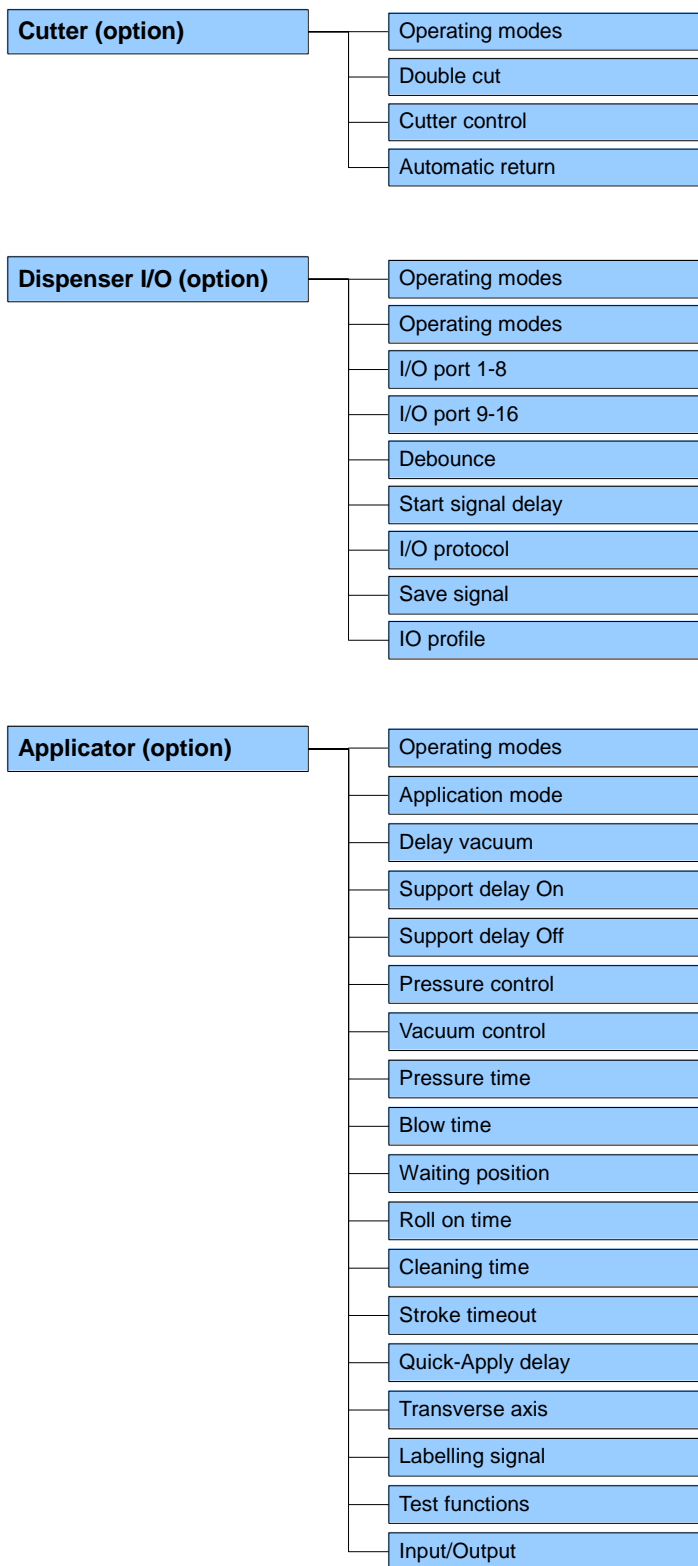 Cutter (option)
Operating modes
Double cut
Cutter control
Automatic return
Dispenser I/O (option)
Operating modes
Operating modes
I/O port 1-8
I/O port 9-16
Debounce
Start signal delay
I/O protocol
Save signal
IO profile
Applicator (option)
Operating modes
Application mode
Delay vacuum
Support delay On
Support delay Off
Pressure control
Vacuum control
Pressure time
Blow time
Waiting position
Roll on time
Cleaning time
Stroke timeout
Quick-Apply delay
Transverse axis
Labelling signal
Test functions
Input/Output